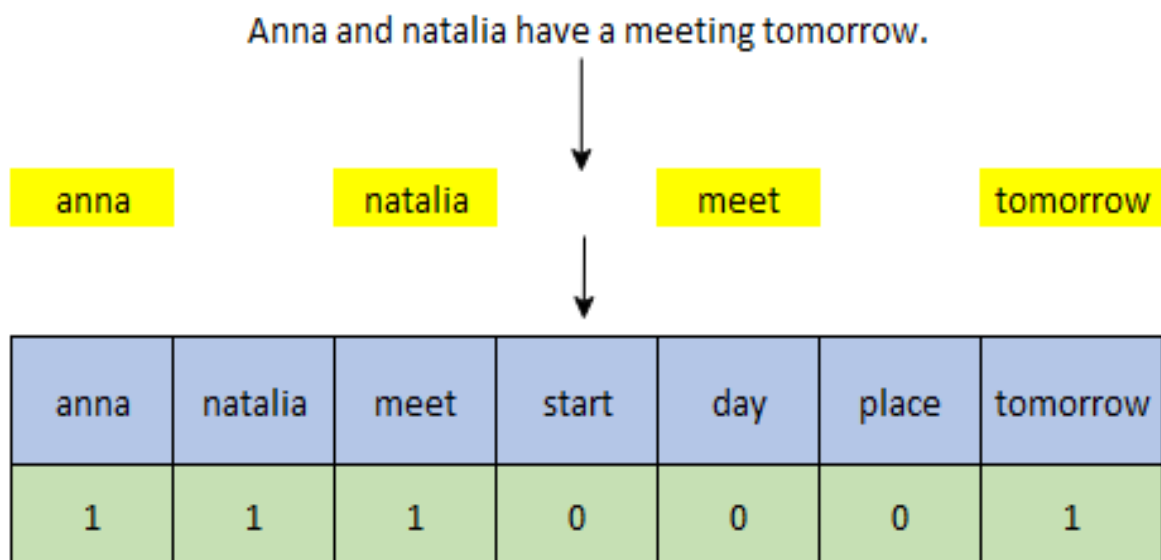 Anna and natalia have a meeting tomorrow.
anna natalia meet tomorrow
anna natalia meet start day place tomorrow
1 1 1 0 0 0 1